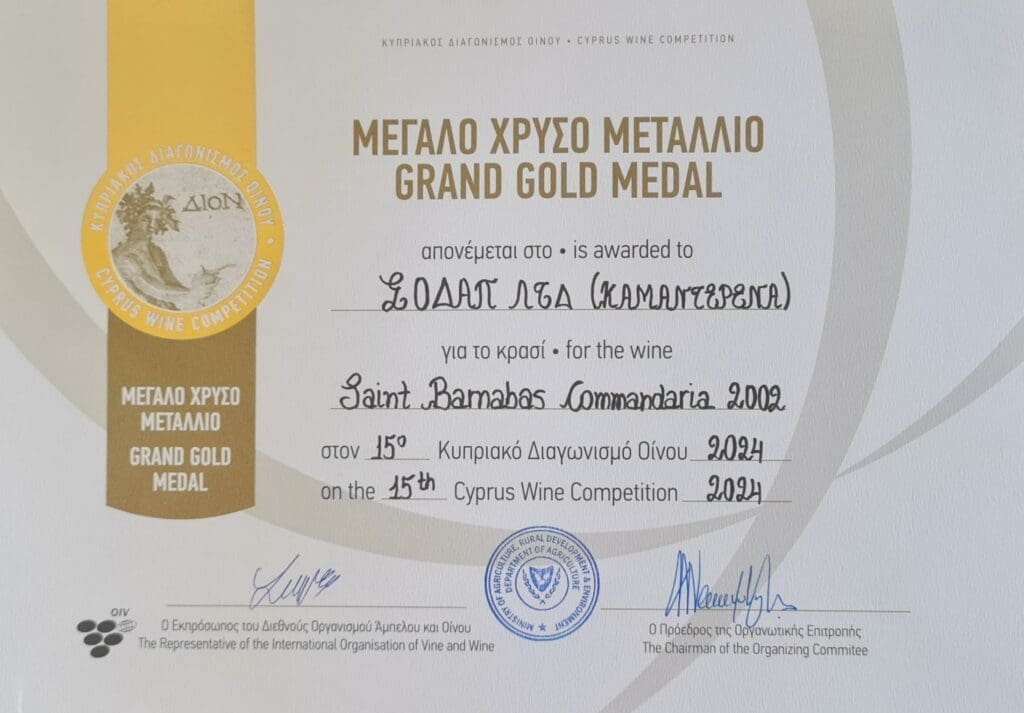 ΚΥΠΡΙΑΚΟΣ ΔΙΑΓΩΝΙΣΜΟΣ ΟΙΝΟΥ • CYPRUS WINE COMPETITION
ΜΕΓΑΛΟ ΧΡΥΣΟ ΜΕΤΑΛΛΙΟ
GRAND GOLD MEDAL
απονέμεται στο • is awarded to
ΣΟΔΑΠ ΛΤΔ (ΚΑΜΑΝΤΕΡΕΝΑ)
για το κρασί • for the wine
Saint Barnabas Commandaria 2002
στον 15ο Κυπριακό Διαγωνισμό Οίνου 2024
on the 15th Cyprus Wine Competition 2024
ΚΥΠΡΙΑΚΟΣ ΔΙΑΓΩΝΙΣΜΟΣ ΟΙΝΟΥ • CYPRUS WINE COMPETITION •
ΔΙΟΝ
ΜΕΓΑΛΟ ΧΡΥΣΟ
ΜΕΤΑΛΛΙΟ
GRAND GOLD
MEDAL
MINISTRY OF AGRICULTURE, RURAL DEVELOPMENT & ENVIRONMENT
DEPARTMENT OF AGRICULTURE
OIV
Ο Εκπρόσωπος του Διεθνούς Οργανισμού Άμπελου και Οίνου
The Representative of the International Organisation of Vine and Wine
Ο Πρόεδρος της Οργανωτικής Επιτροπής
The Chairman of the Organizing Commitee